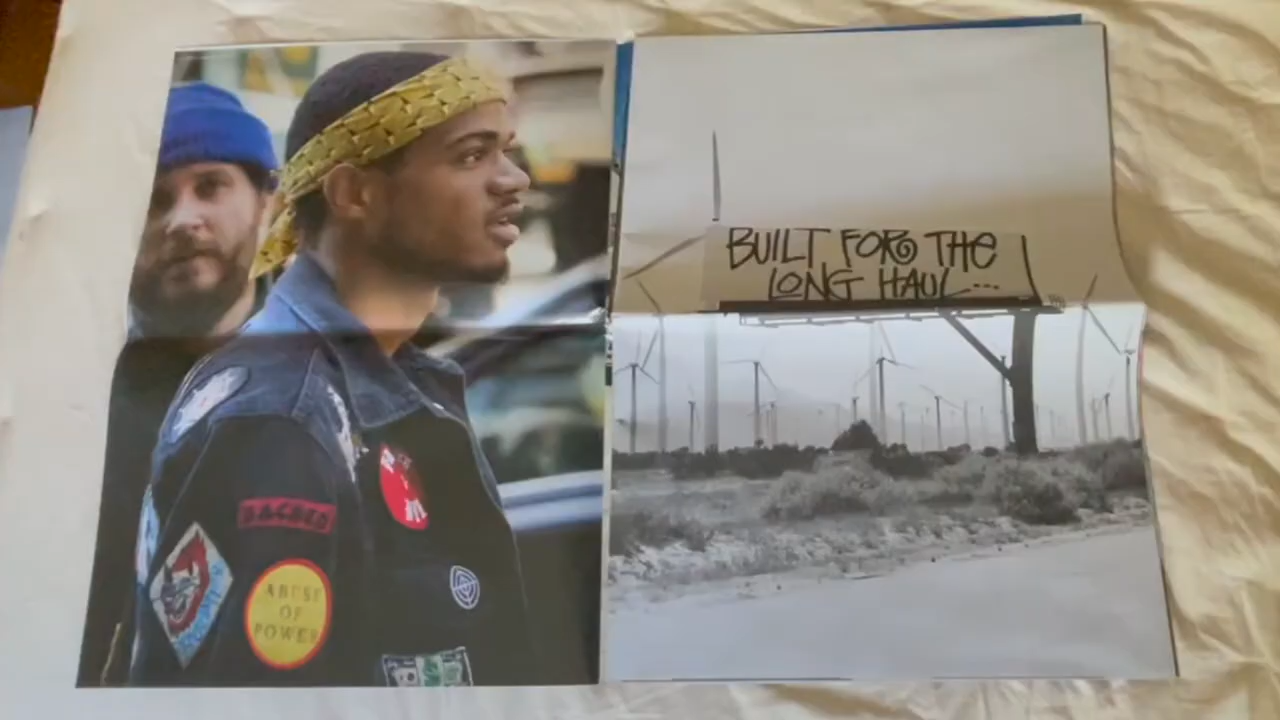 BUILT FOR THE
LONG HAUL...
SACRED
ABUSE
OF
POWER